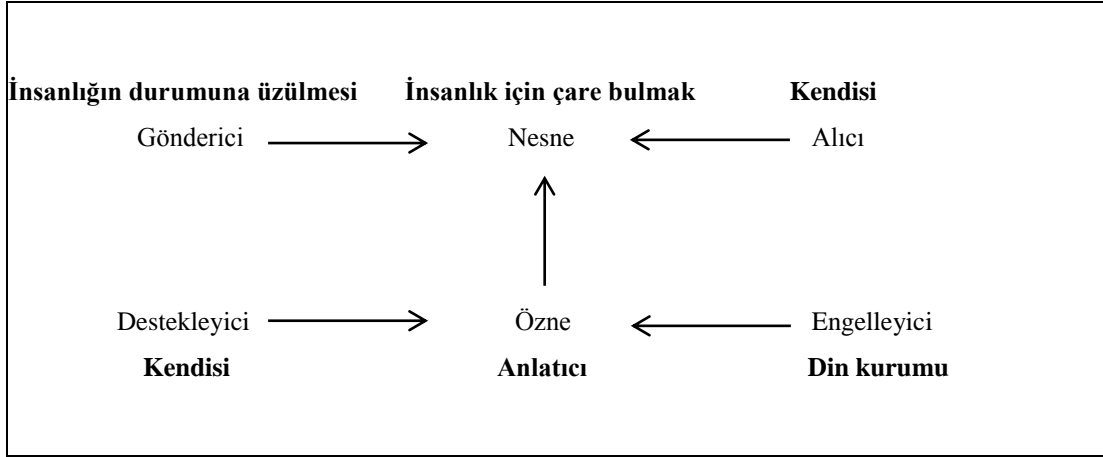 İnsanlığın durumuna üzülmesi İnsanlık için çare bulmak Kendisi
Gönderici Nesne Alıcı
Destekleyici Özne Engelleyici
Kendisi Anlatıcı Din kurumu